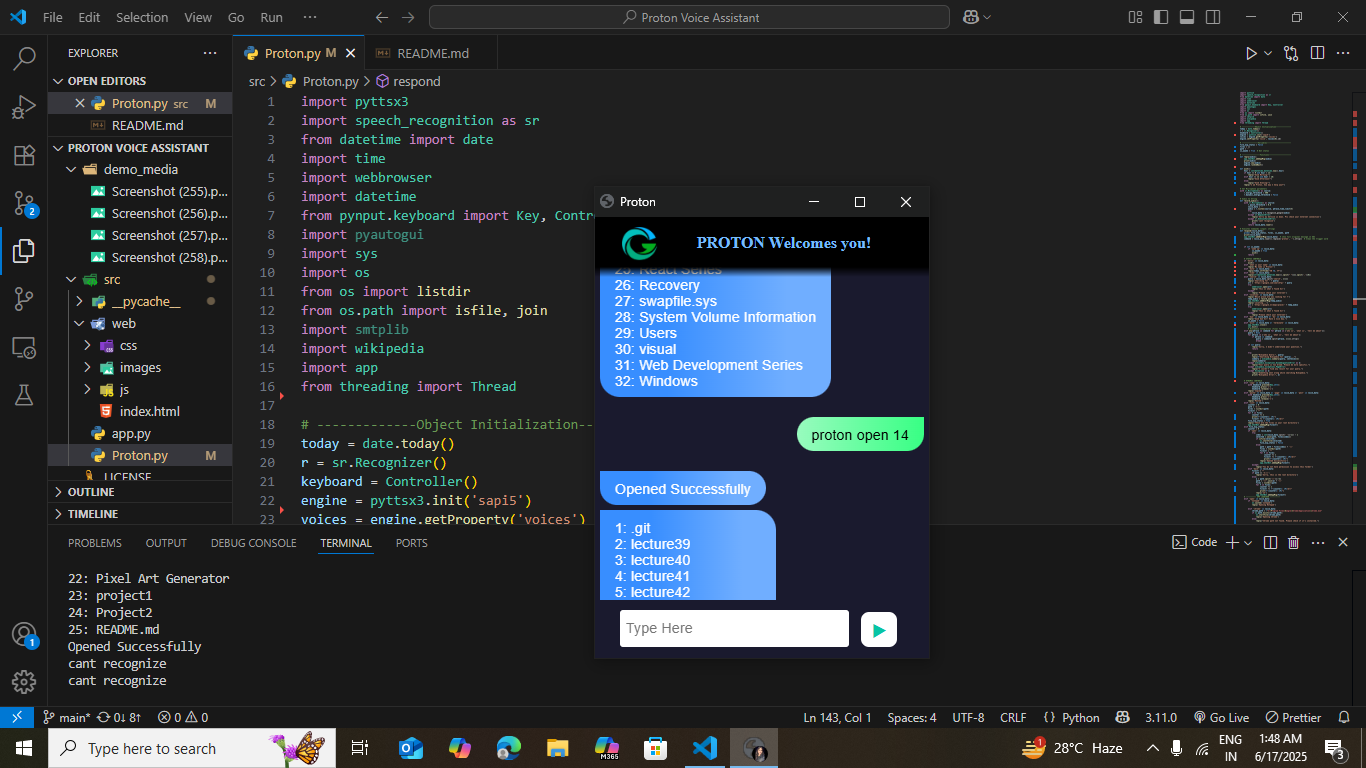 File Edit Selection View Go Run ···
Proton Voice Assistant
EXPLORER
OPEN EDITORS
Proton.py src M
README.md
PROTON VOICE ASSISTANT
demo_media
Screenshot (255).p...
Screenshot (256).p...
Screenshot (257).p...
Screenshot (258).p...
src
__pycache__
web
css
images
js
index.html
app.py
Proton.py M
LICENSE
OUTLINE
TIMELINE
2
1
Proton.py M
README.md
src > Proton.py > respond
1 import pyttsx3
2 import speech_recognition as sr
3 from datetime import date
4 import time
5 import webbrowser
6 import datetime
7 from pynput.keyboard import Key, Contr
8 import pyautogui
9 import sys
10 import os
11 from os import listdir
12 from os.path import isfile, join
13 import smtplib
14 import wikipedia
15 import app
16 from threading import Thread
17
18 # -------------Object Initialization--
19 today = date.today()
20 r = sr.Recognizer()
21 keyboard = Controller()
22 engine = pyttsx3.init('sapi5')
23 voices = engine.getProperty('voices')
Proton
PROTON Welcomes you!
25: React Series
26: Recovery
27: swapfile.sys
28: System Volume Information
29: Users
30: visual
31: Web Development Series
32: Windows
proton open 14
Opened Successfully
1: .git
2: lecture39
3: lecture40
4: lecture41
5: lecture42
Type Here
PROBLEMS OUTPUT DEBUG CONSOLE TERMINAL PORTS
Code
22: Pixel Art Generator
23: project1
24: Project2
25: README.md
Opened Successfully
cant recognize
cant recognize
main* 0↓ 8↑ 0 0
Ln 143, Col 1 Spaces: 4 UTF-8 CRLF { } Python 3.11.0 Go Live Prettier
Type here to search
M365
1
28°C Haze
ENG
IN
1:48 AM
6/17/2025
3